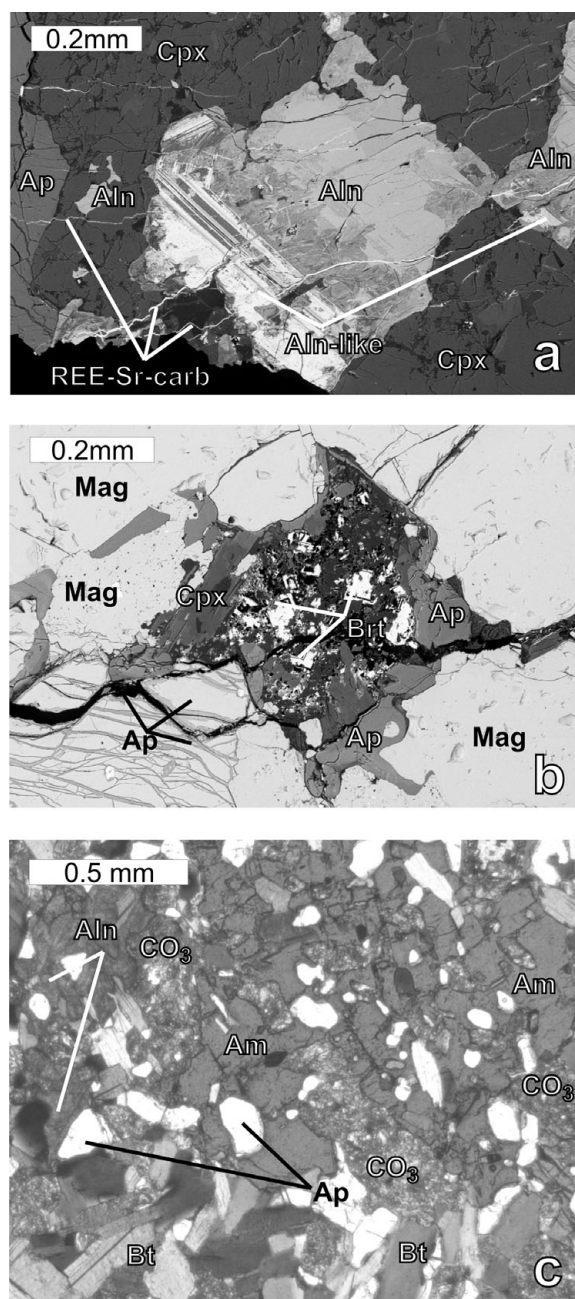 0.2mm
Cpx
Ap
Aln
Aln
Aln
Aln-like
REE-Sr-carb
Cpx
a
0.2mm
Mag
Mag
Cpx
Brt
Ap
Ap
Ap
Mag
b
0.5 mm
Aln
CO₃
Am
Am
CO₃
CO₃
Ap
Bt
Bt
c